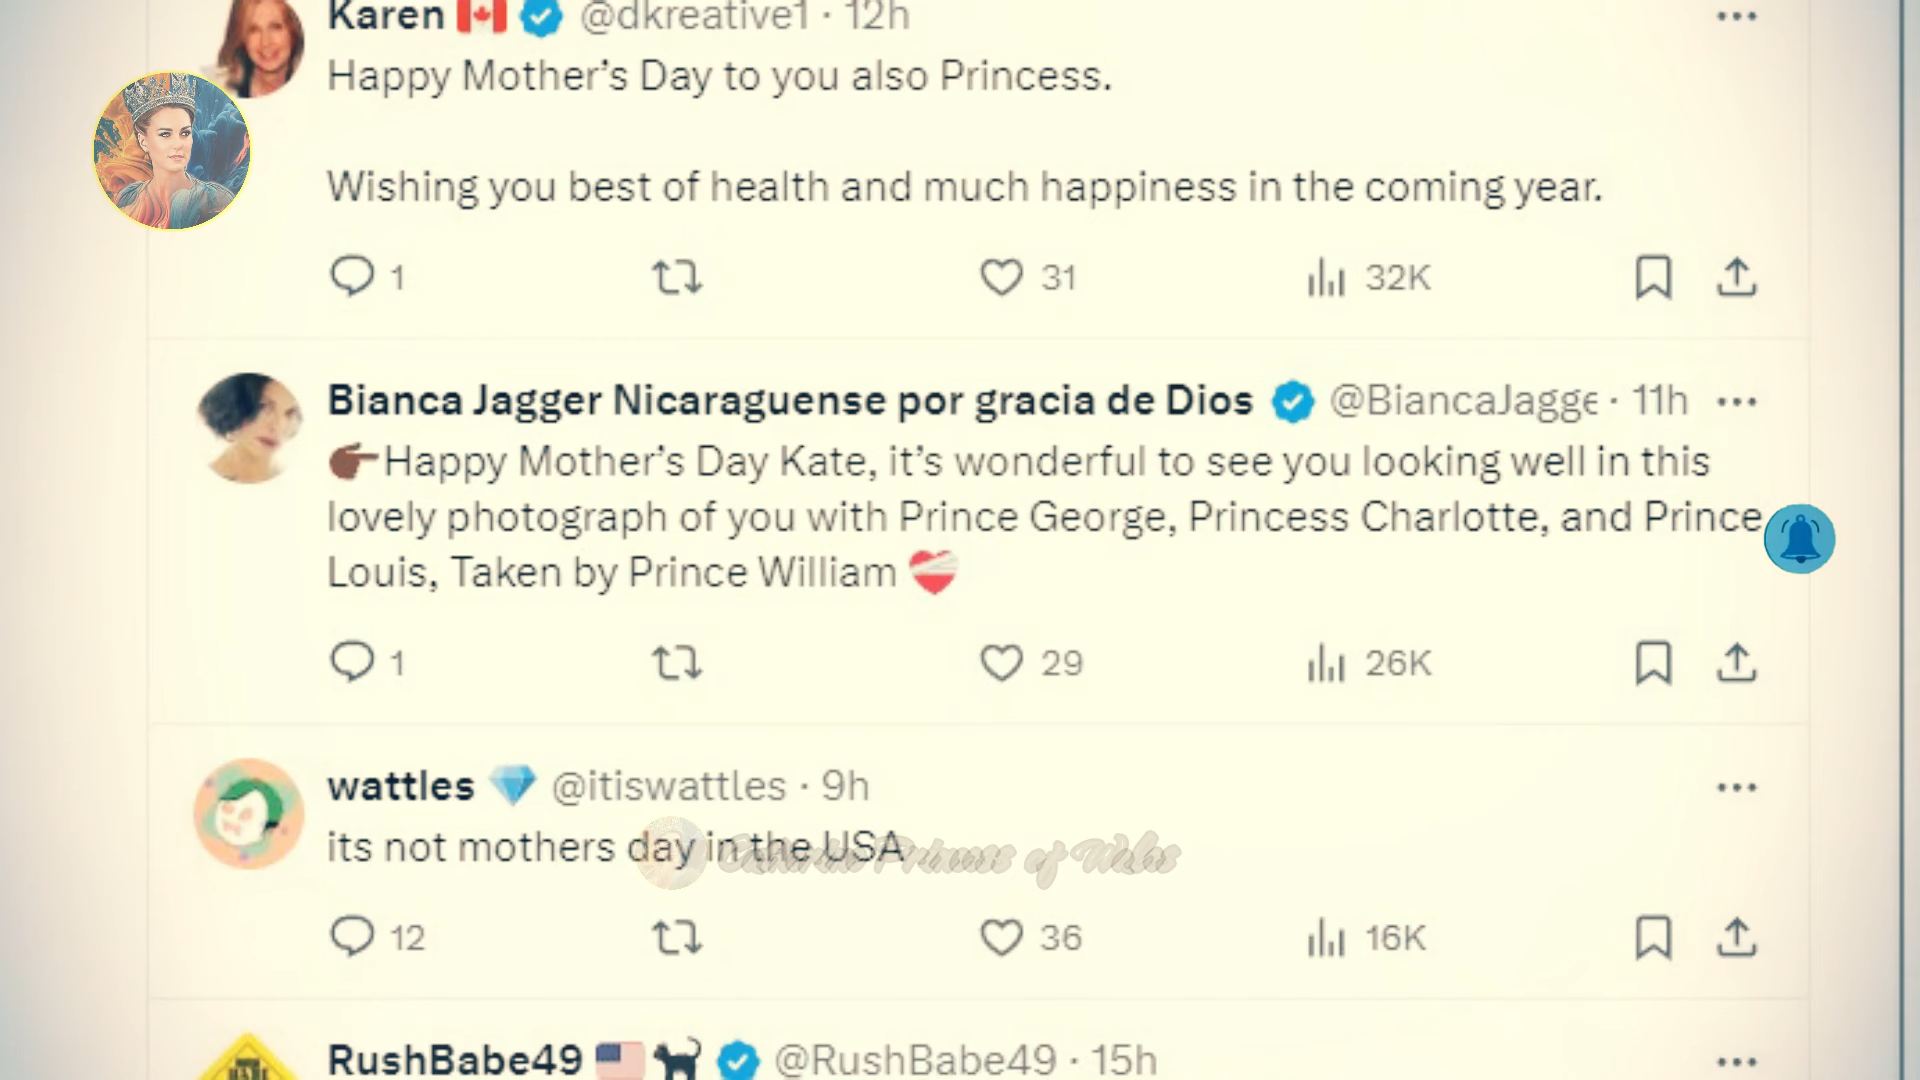 Karen @dkreative1 · 12h
Happy Mother's Day to you also Princess.
Wishing you best of health and much happiness in the coming year.
1 31 32K
Bianca Jagger Nicaraguense por gracia de Dios @BiancaJagge · 11h
Happy Mother's Day Kate, it's wonderful to see you looking well in this
lovely photograph of you with Prince George, Princess Charlotte, and Prince
Louis, Taken by Prince William
1 29 26K
wattles @itiswattles · 9h
its not mothers day in the USA
Princess of Wales
12 36 16K
RushBabe49 @RushBabe49 · 15h